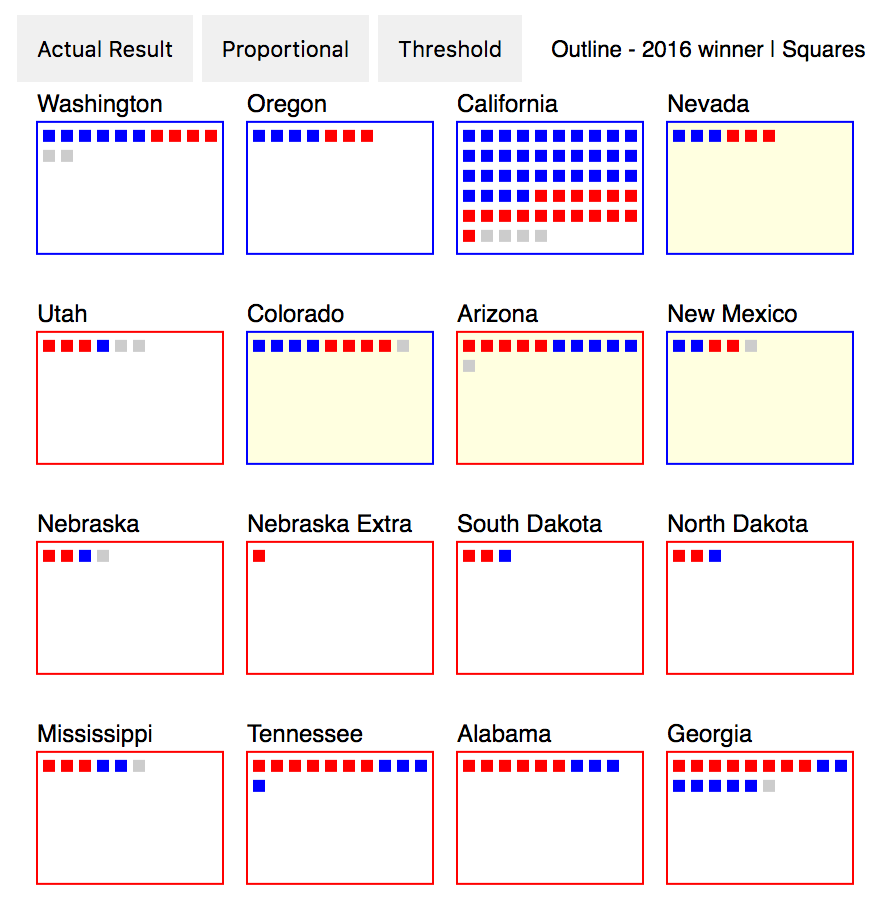 Actual Result Proportional Threshold Outline - 2016 winner | Squares
Washington Oregon California Nevada
Utah Colorado Arizona New Mexico
Nebraska Nebraska Extra South Dakota North Dakota
Mississippi Tennessee Alabama Georgia